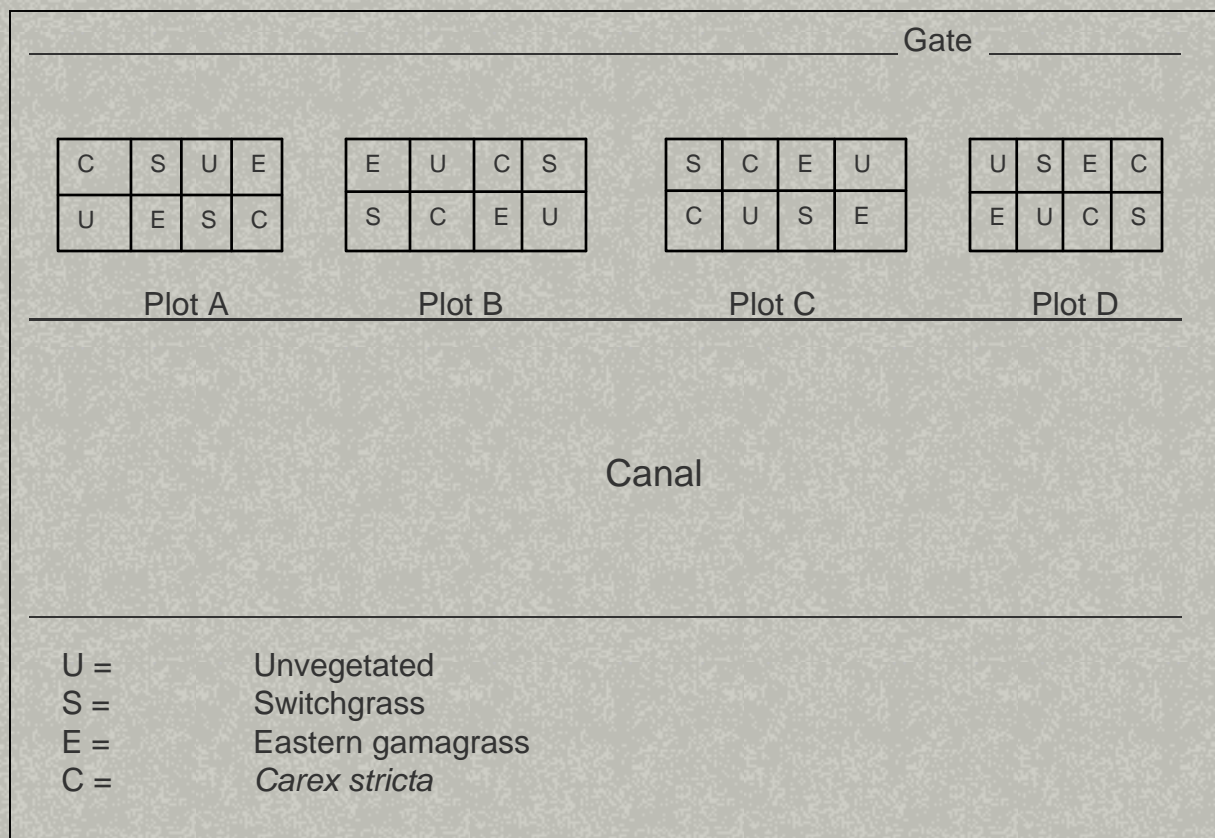 Gate
C S U E
U E S C
E U C S
S C E U
S C E U
C U S E
U S E C
E U C S
Plot A
Plot B
Plot C
Plot D
Canal
U = Unvegetated
S = Switchgrass
E = Eastern gamagrass
C = Carex stricta